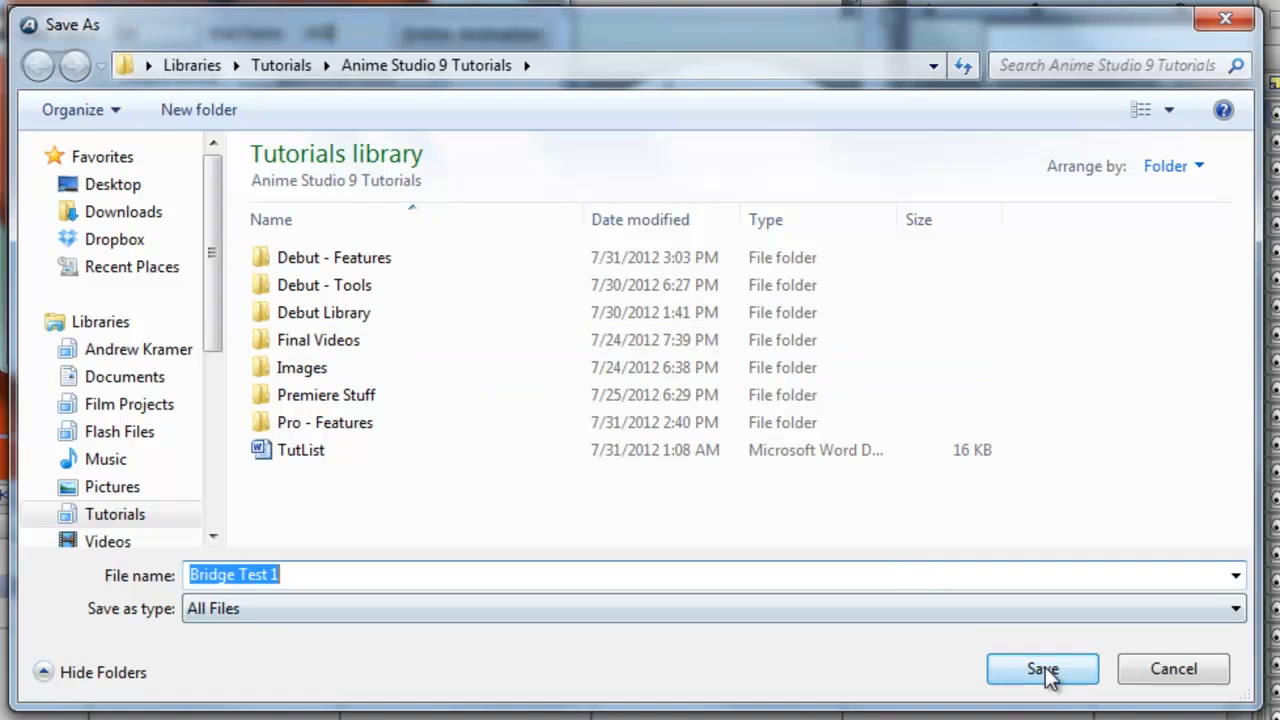 Save As
Libraries Tutorials Anime Studio 9 Tutorials
Search Anime Studio 9 Tutorials
Organize New folder
Favorites
Desktop
Downloads
Dropbox
Recent Places
Libraries
Andrew Kramer
Documents
Film Projects
Flash Files
Music
Pictures
Tutorials
Videos
Tutorials library
Anime Studio 9 Tutorials
Arrange by: Folder
Name Date modified Type Size
Debut - Features 7/31/2012 3:03 PM File folder
Debut - Tools 7/30/2012 6:27 PM File folder
Debut Library 7/30/2012 1:41 PM File folder
Final Videos 7/24/2012 7:39 PM File folder
Images 7/24/2012 6:38 PM File folder
Premiere Stuff 7/25/2012 6:29 PM File folder
Pro - Features 7/31/2012 2:40 PM File folder
TutList 7/31/2012 1:08 AM Microsoft Word D... 16 KB
File name: Bridge Test 1
Save as type: All Files
Hide Folders
Save Cancel